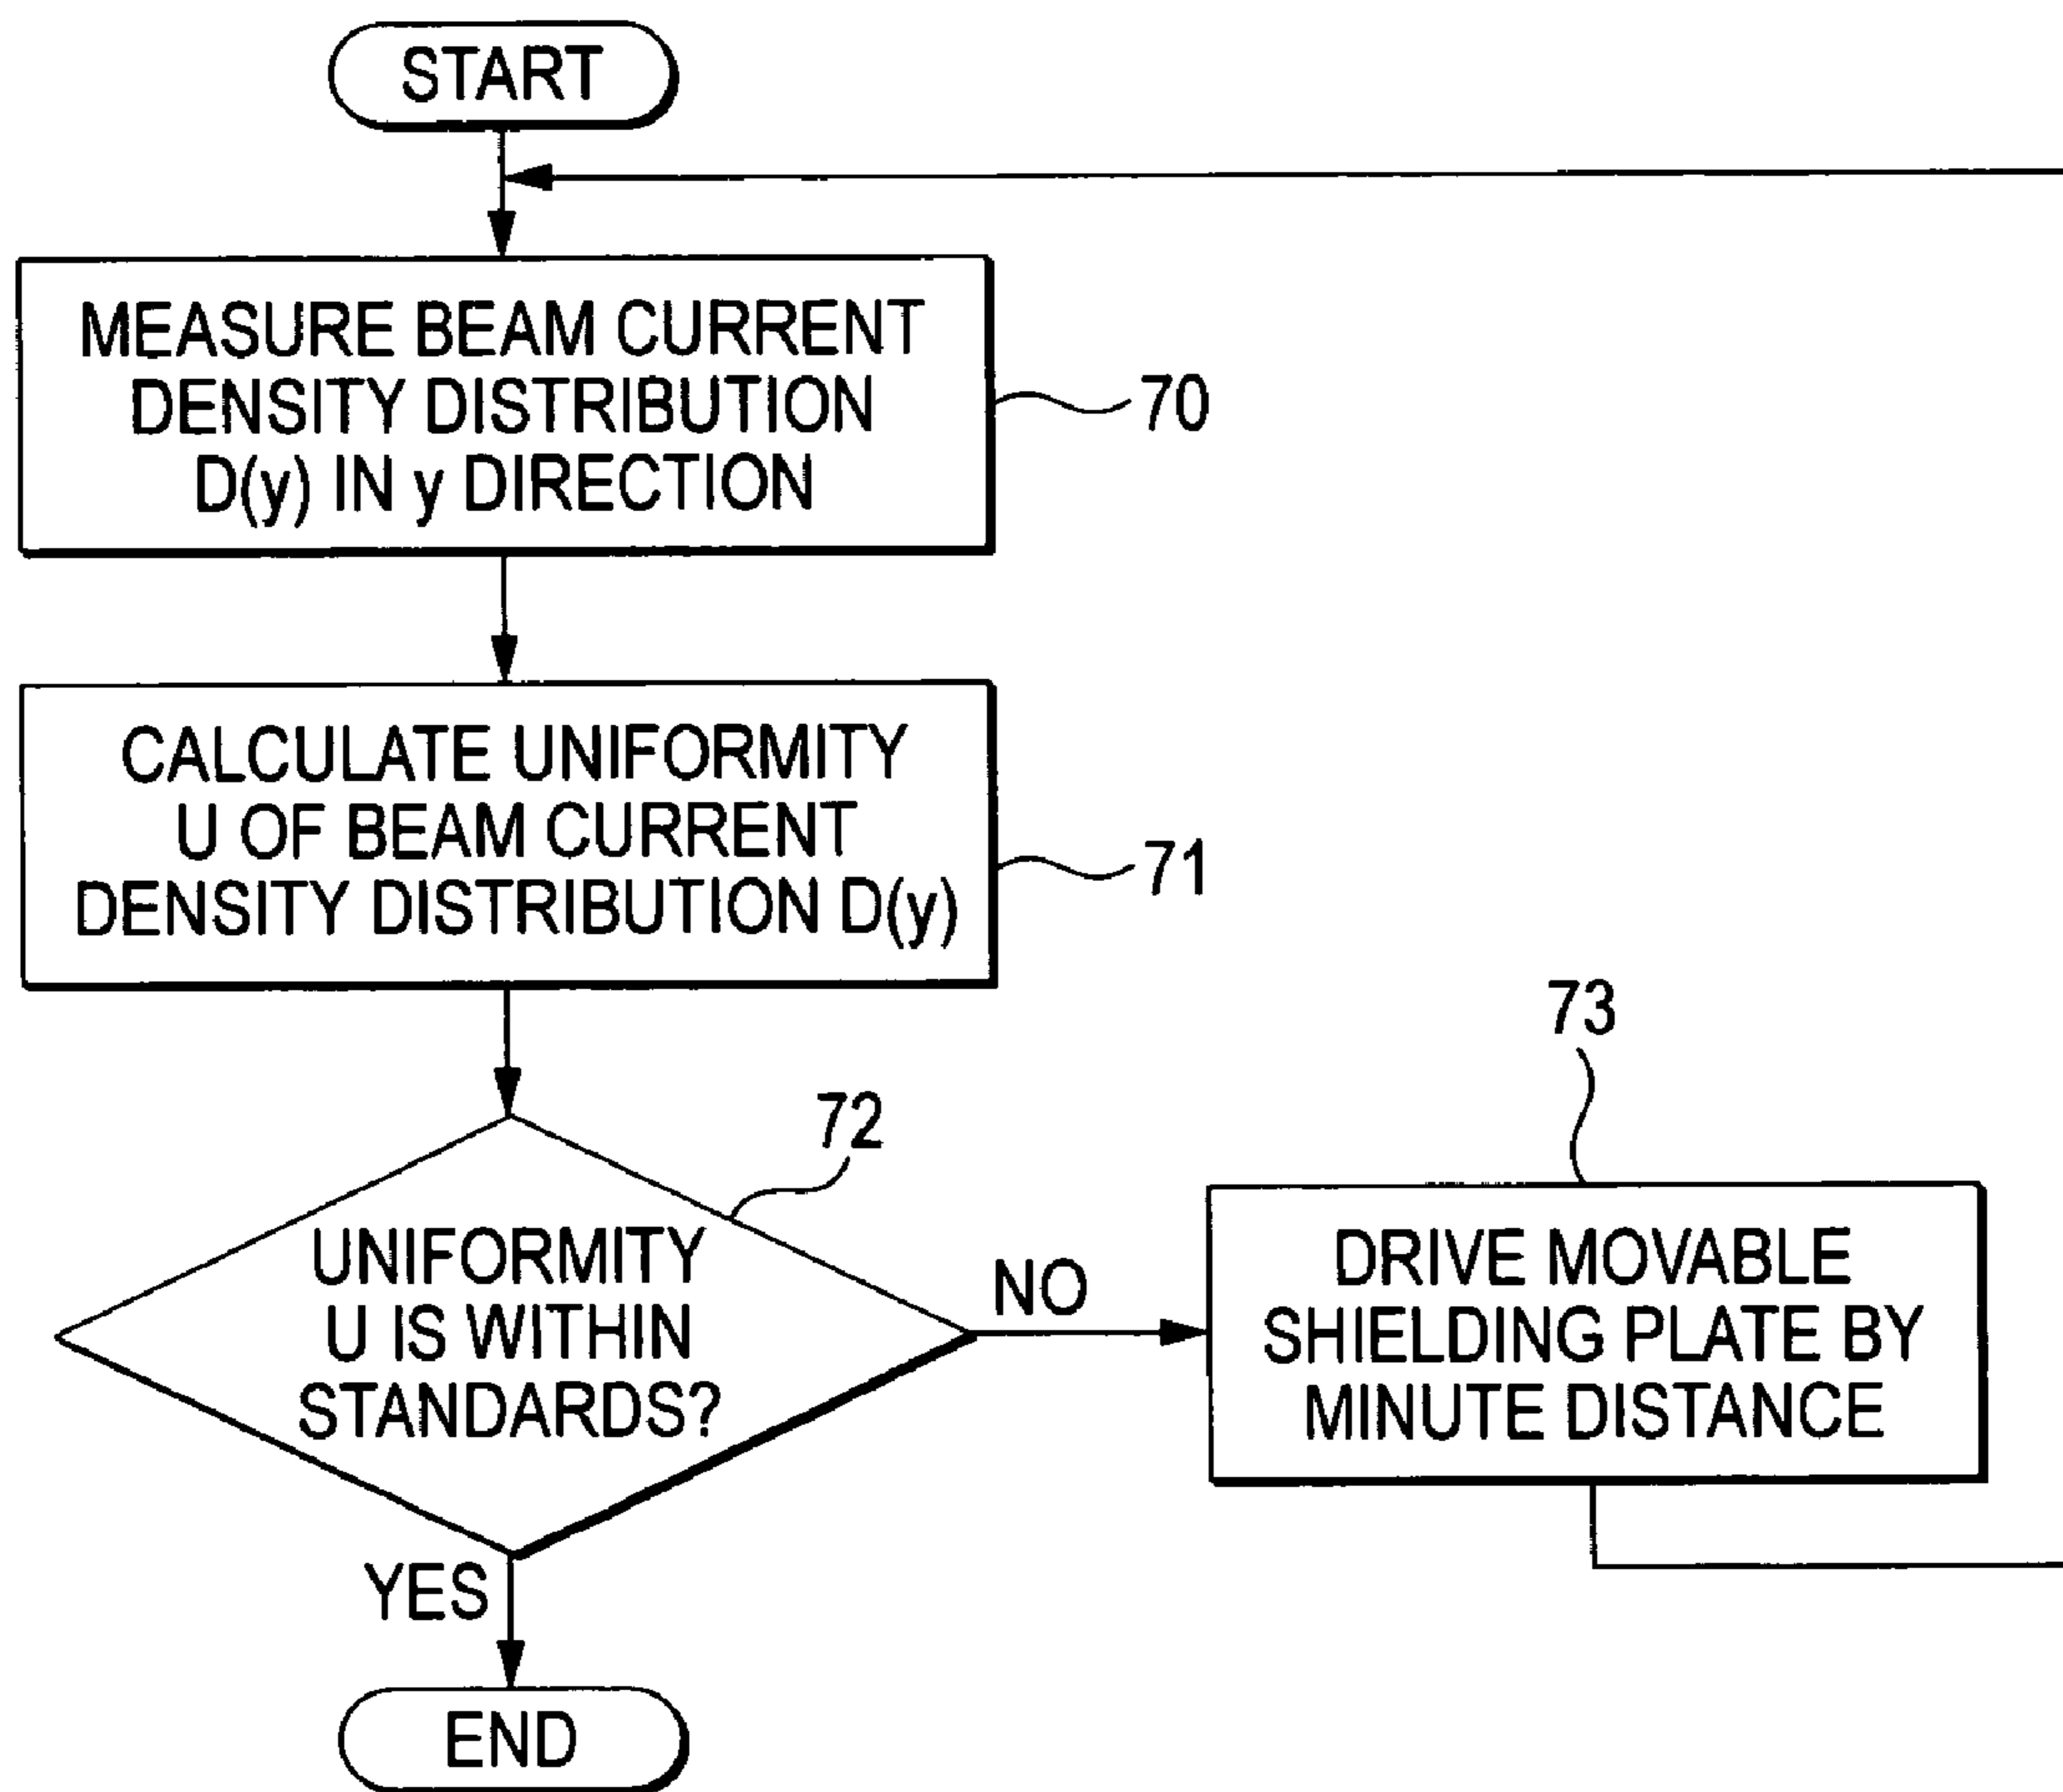 START
MEASURE BEAM CURRENT
DENSITY DISTRIBUTION
D(y) IN y DIRECTION
70
CALCULATE UNIFORMITY
U OF BEAM CURRENT
DENSITY DISTRIBUTION D(y)
71
72
UNIFORMITY
U IS WITHIN
STANDARDS?
NO
73
DRIVE MOVABLE
SHIELDING PLATE BY
MINUTE DISTANCE
YES
END